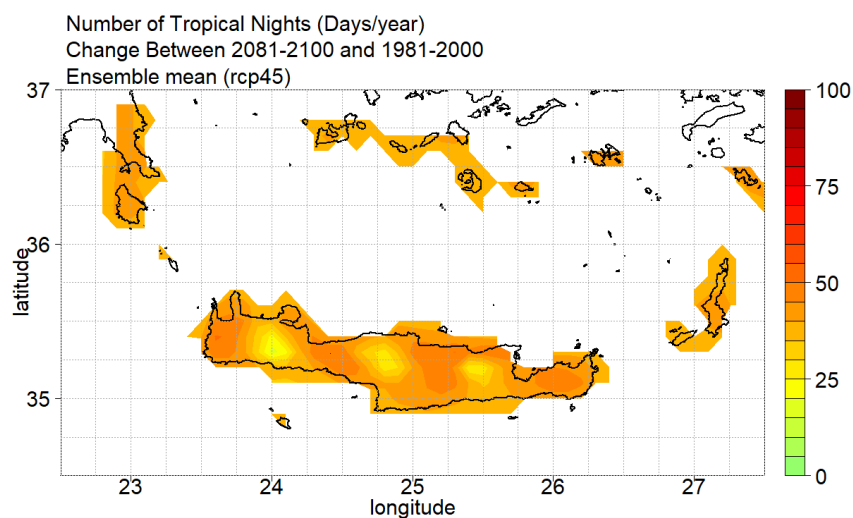 Number of Tropical Nights (Days/year)
Change Between 2081-2100 and 1981-2000
Ensemble mean (rcp45)
37
36
35
latitude
23 24 25 26 27
longitude
100
75
50
25
0